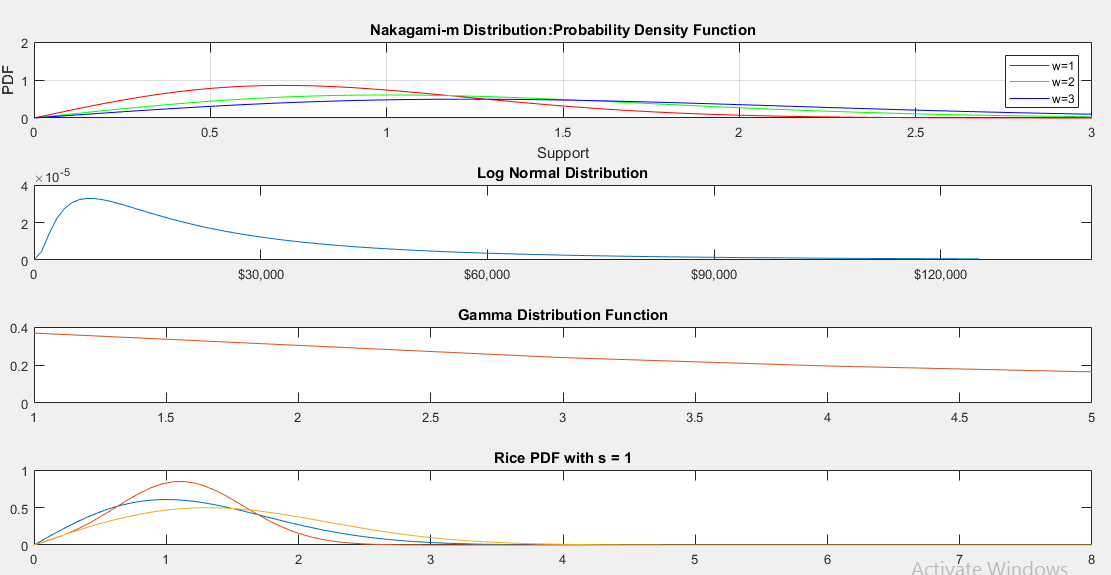 Nakagami-m Distribution:Probability Density Function
PDF
2
1
0
w=1
w=2
w=3
0 0.5 1 1.5 2 2.5 3
Support
×10-5
Log Normal Distribution
4
2
0
0 $30,000 $60,000 $90,000 $120,000
Gamma Distribution Function
0.4
0.2
0
1 1.5 2 2.5 3 3.5 4 4.5 5
Rice PDF with s = 1
1
0.5
0
0 1 2 3 4 5 6 7 8
Activate Windows